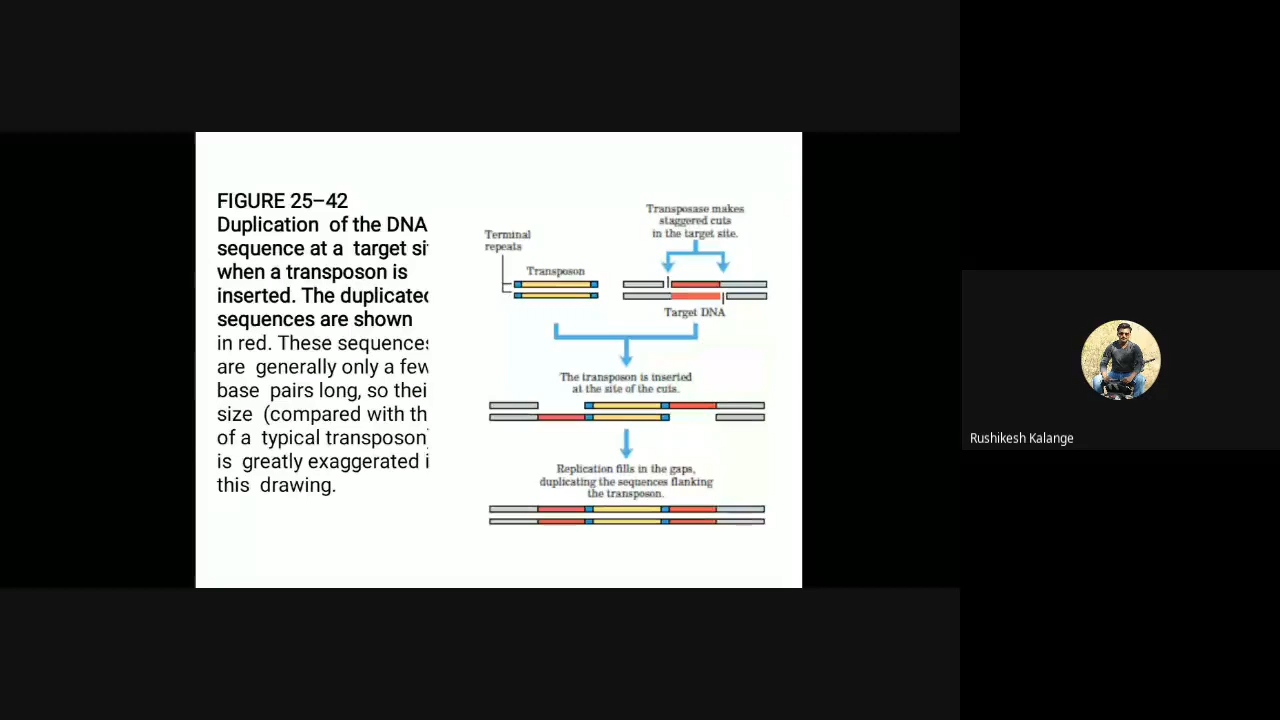 FIGURE 25–42
Duplication of the DNA
sequence at a target si
when a transposon is
inserted. The duplicated
sequences are shown
in red. These sequences
are generally only a few
base pairs long, so thei
size (compared with th
of a typical transposon)
is greatly exaggerated i
this drawing.
Terminal
repeats
Transposon
Transposase makes
staggered cuts
in the target site.
Target DNA
The transposon is inserted
at the site of the cuts.
Replication fills in the gaps,
duplicating the sequences flanking
the transposon.
Rushikesh Kalange